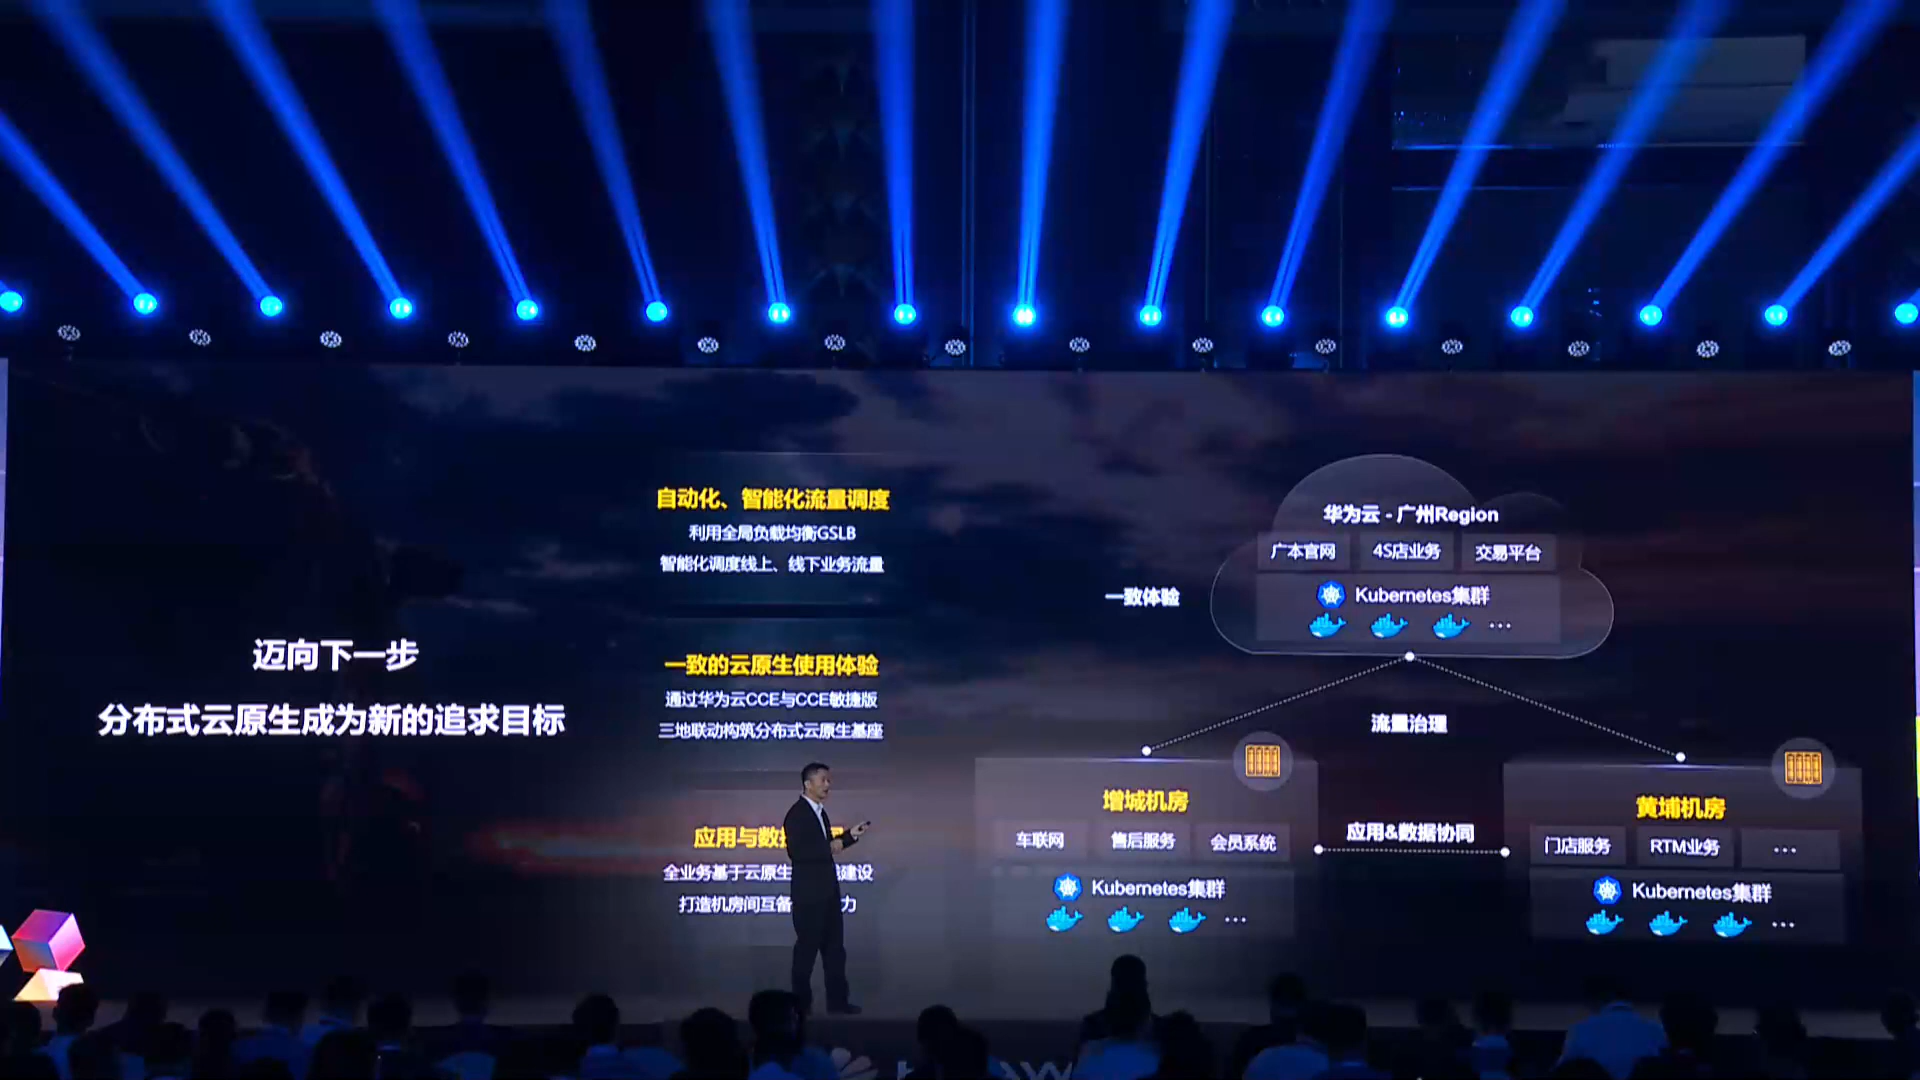 迈向下一步
分布式云原生成为新的追求目标
自动化、智能化流量调度
利用全局负载均衡GSLB
智能化调度线上、线下业务流量
一致的云原生使用体验
通过华为云CCE与CCE敏捷版
三地联动构筑分布式云原生基座
应用与数
全业务基于云原生 建设
打造机房间互备 力
华为云 - 广州Region
广本官网 4S店业务 交易平台
一致体验
Kubernetes集群
...
流量治理
增城机房
车联网 售后服务 会员系统
Kubernetes集群
...
应用&数据协同
黄埔机房
门店服务 RTM业务 ...
Kubernetes集群
...